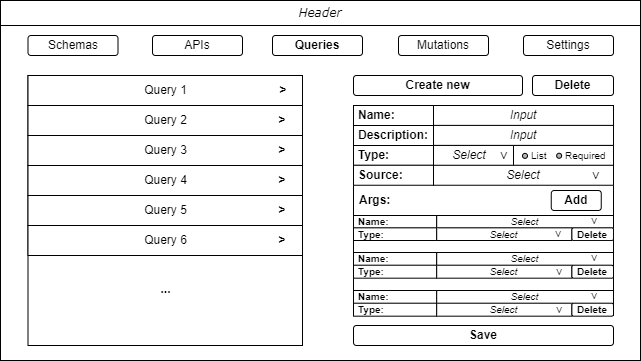 Header
Schemas APIs Queries Mutations Settings
Query 1 >
Query 2 >
Query 3 >
Query 4 >
Query 5 >
Query 6 >
...
Create new Delete
Name: Input
Description: Input
Type: Select V List Required
Source: Select V
Args: Add
Name: Select V
Type: Select V Delete
Name: Select V
Type: Select V Delete
Name: Select V
Type: Select V Delete
Save